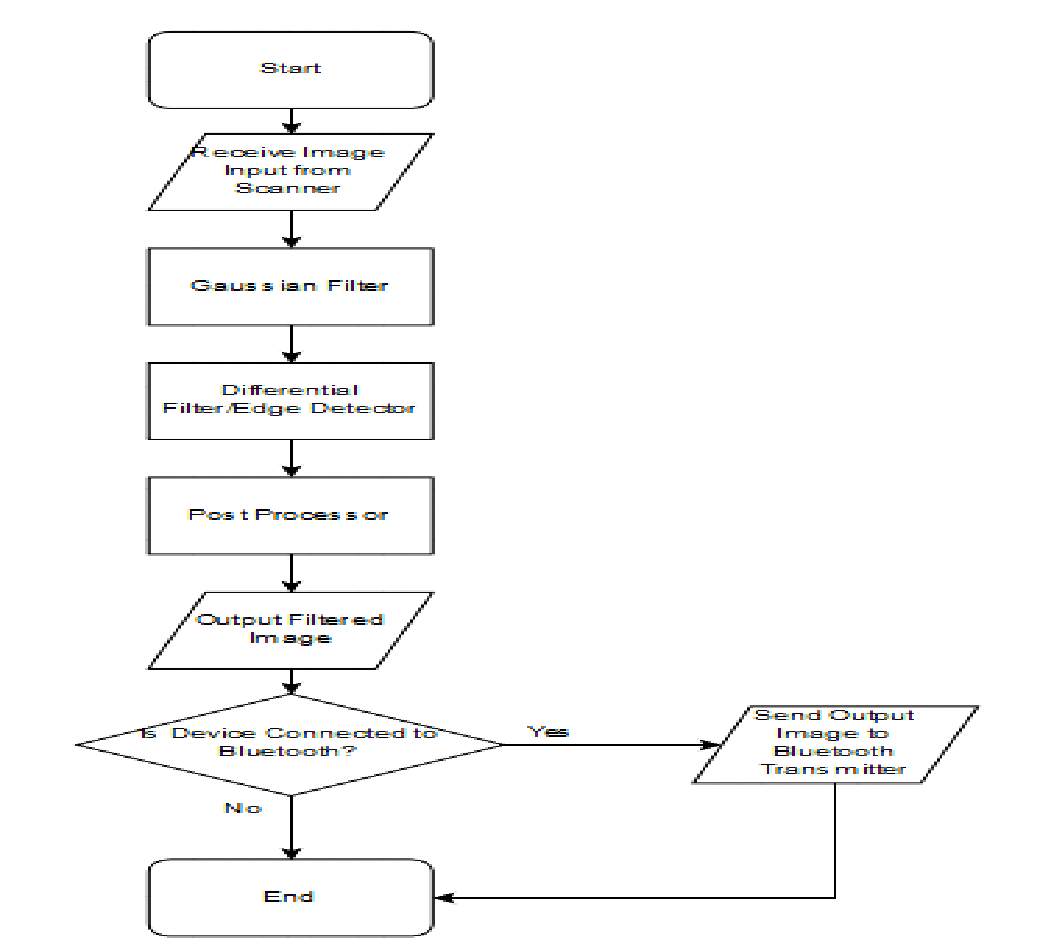 Start
Receive Image
Input from
Scanner
Gaussian Filter
Differential
Filter/Edge Detector
Post Processor
Output Filtered
Image
Is Device Connected to
Bluetooth?
Yes
Send Output
Image to
Bluetooth
Transmitter
No
End